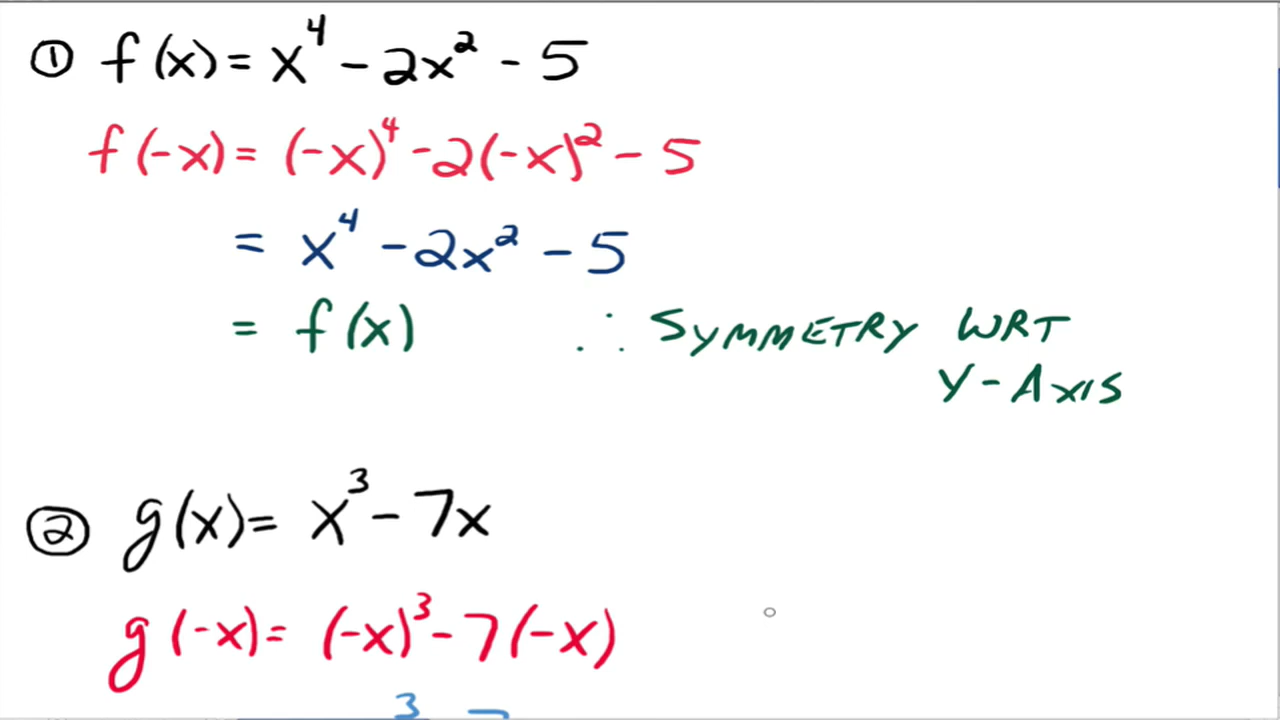 ① f(x) = x⁴ - 2x² - 5
f(-x) = (-x)⁴ - 2(-x)² - 5
= x⁴ - 2x² - 5
= f(x) ∴ SYMMETRY WRT
Y-AXIS
② g(x) = x³ - 7x
g(-x) = (-x)³ - 7(-x)